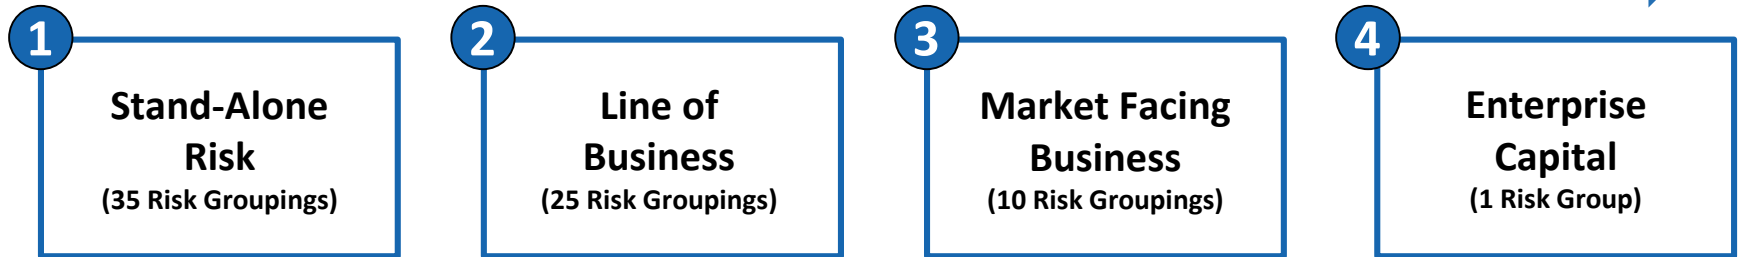 1
Stand-Alone
Risk
(35 Risk Groupings)
2
Line of
Business
(25 Risk Groupings)
3
Market Facing
Business
(10 Risk Groupings)
4
Enterprise
Capital
(1 Risk Group)